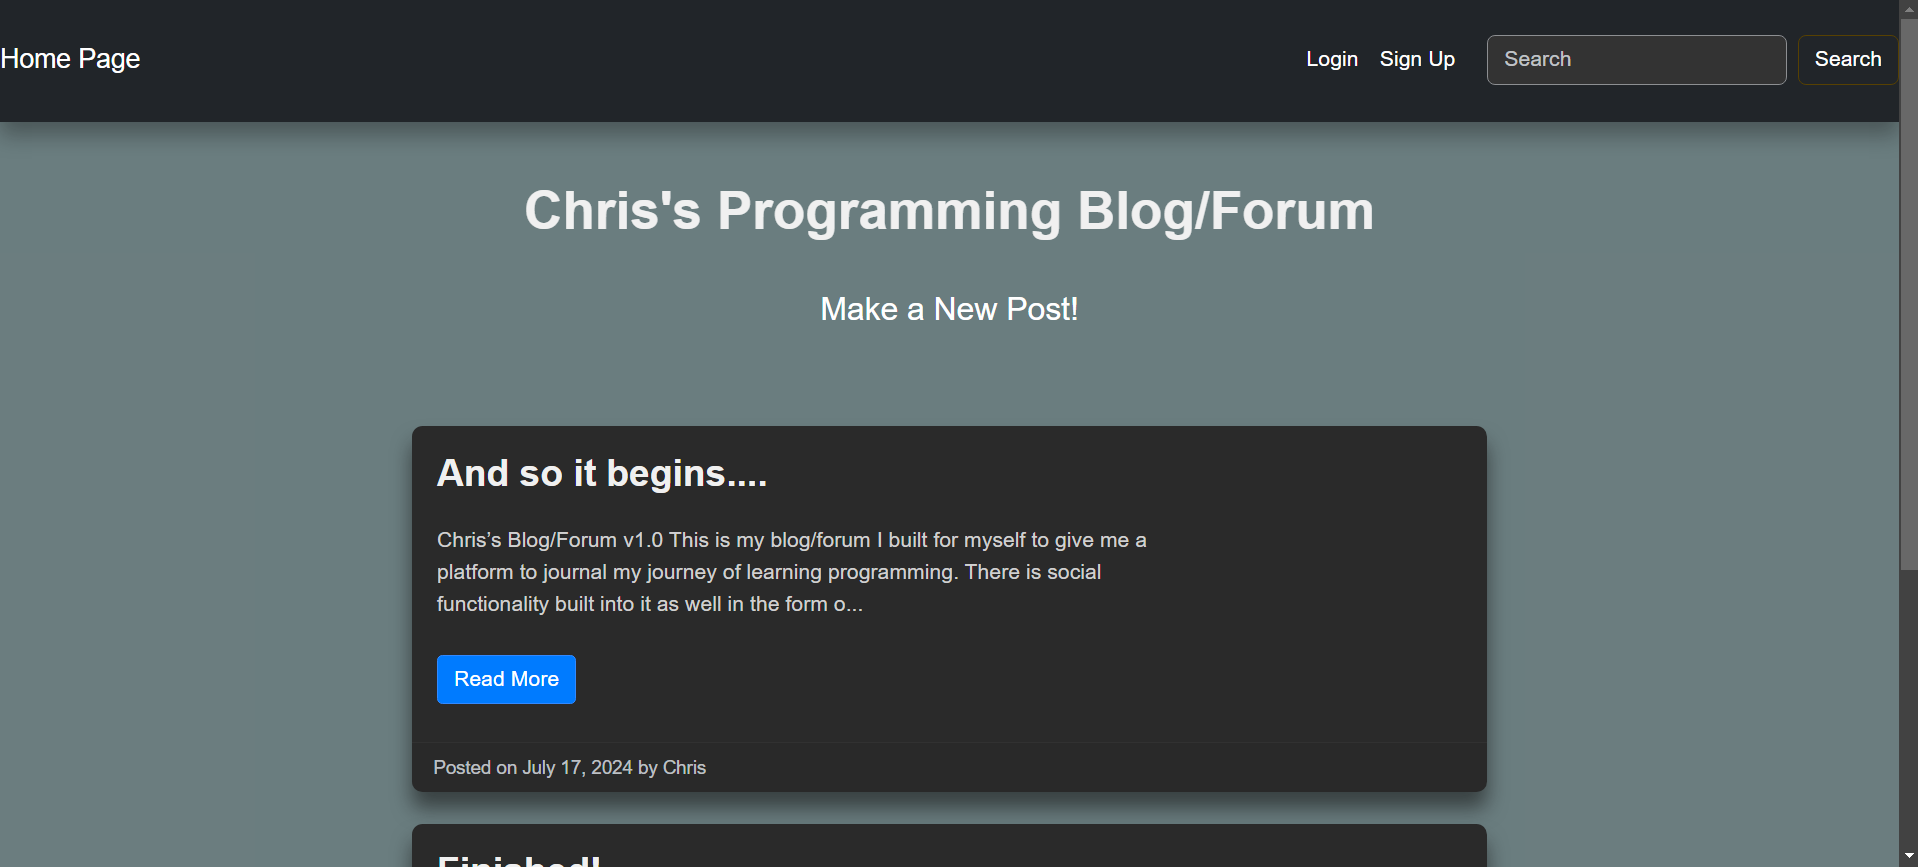 Home Page
Login Sign Up Search Search
Chris's Programming Blog/Forum
Make a New Post!
And so it begins....
Chris’s Blog/Forum v1.0 This is my blog/forum I built for myself to give me a
platform to journal my journey of learning programming. There is social
functionality built into it as well in the form o...
Read More
Posted on July 17, 2024 by Chris
Finished!